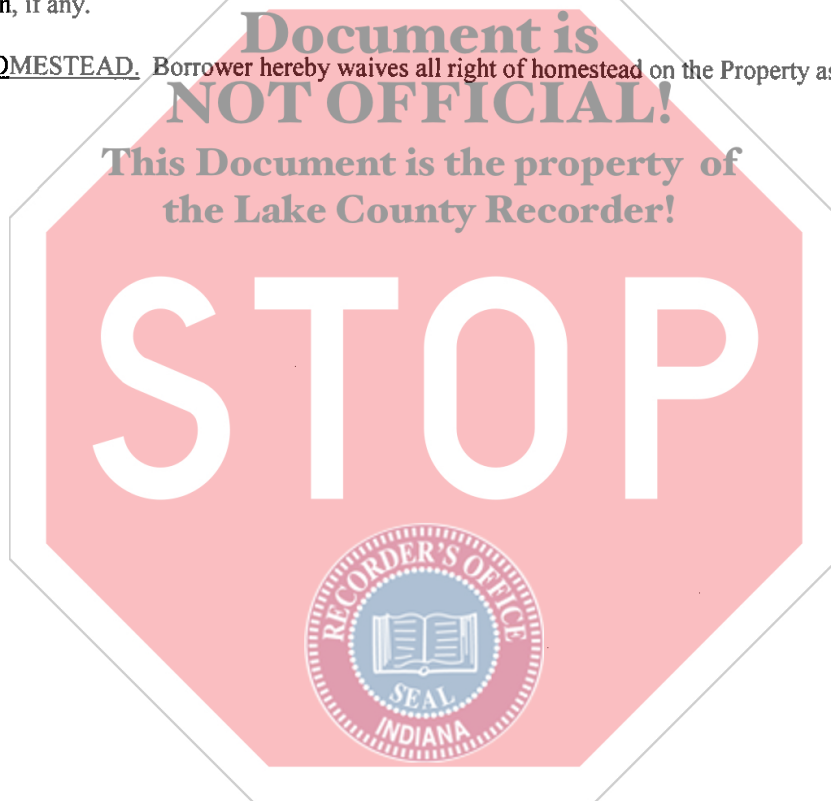 n, if any.
Document is
OMESTEAD. Borrower hereby waives all right of homestead on the Property as
NOT OFFICIAL!
This Document is the property of
the Lake County Recorder!
STOP
RECORDER'S OFFICE
SEAL
INDIANA